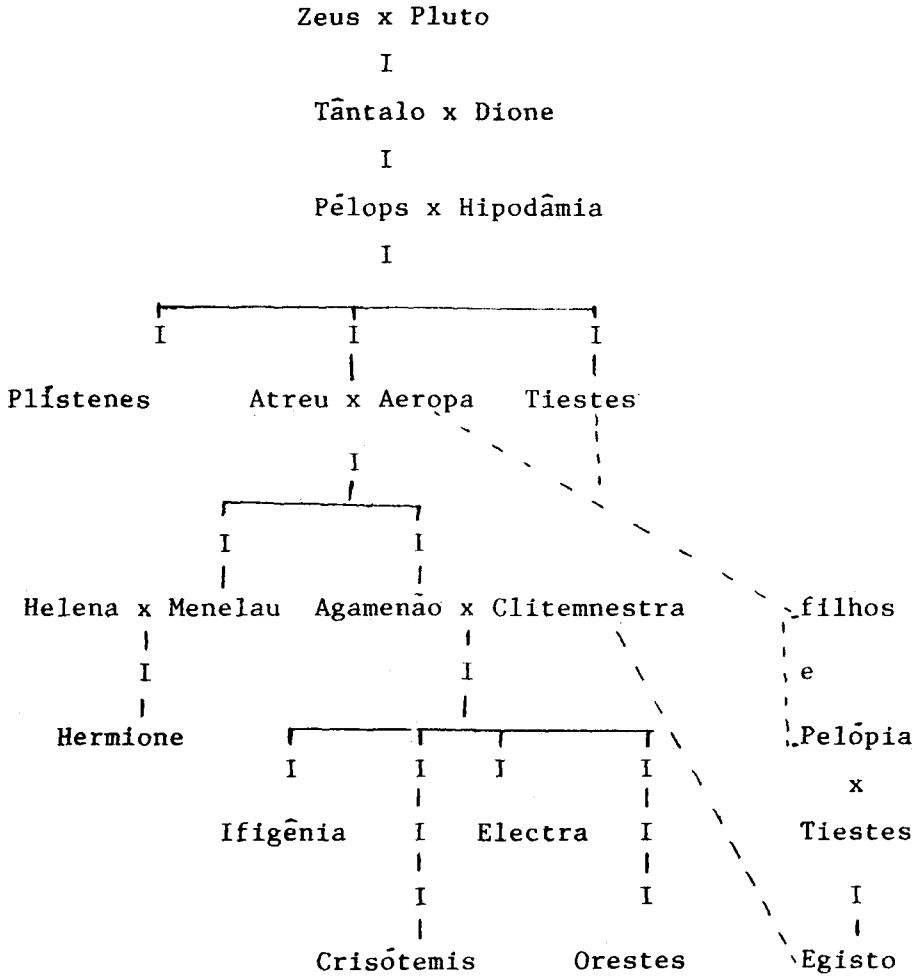 Zeus x Pluto
I
Tântalo x Dione
I
Pélops x Hipodâmia
I
I I I
Plístenes Atreu x Aeropa Tiestes
I
I I
Helena x Menelau Agamenão x Clitemnestra filhos
I I e
Hermione Pelópia
I I I I x
Ifigênia I Electra I Tiestes
I I I
Crisótemis Orestes Egisto